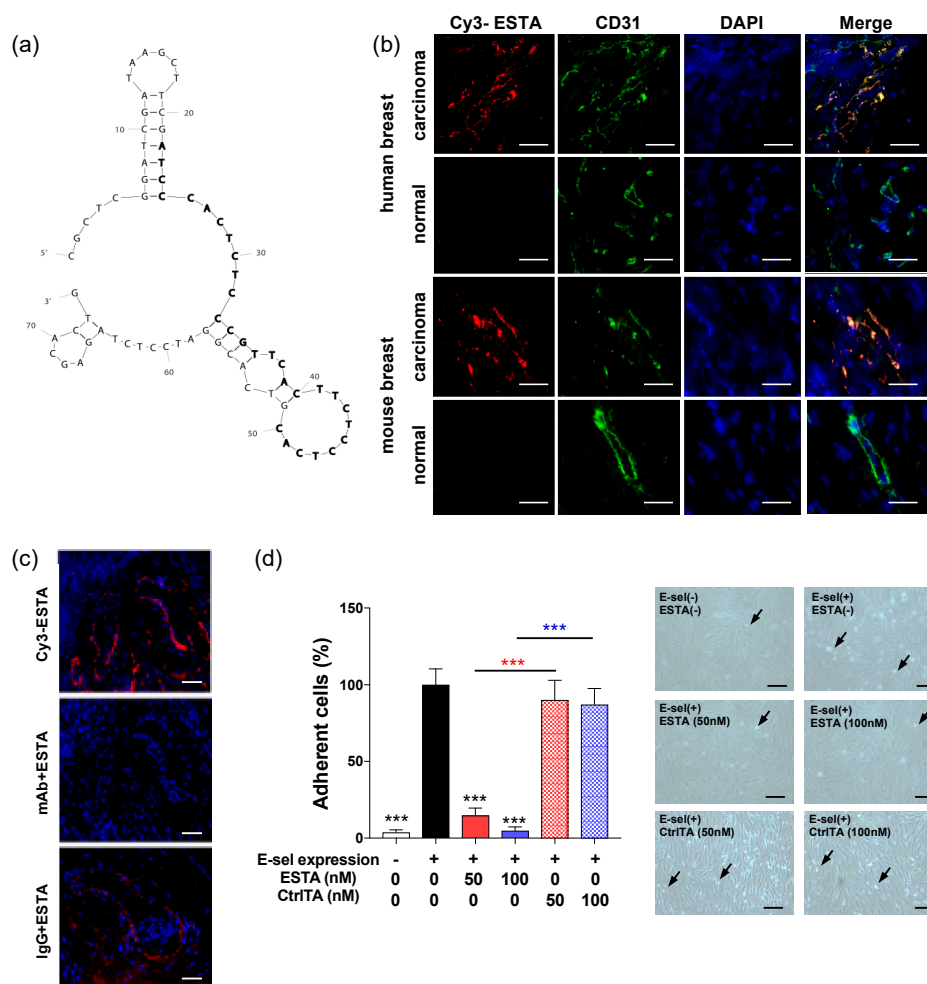 (a)
5'
C G C T C G G A T C G A T A A G C T T C G A T C C C A C T C T C C C G T T C A C T T C T C C T C A C G T C A C G G A T C C T C T A G A G C A C T G
3'
10
20
30
40
50
60
70
(b)
Cy3- ESTA
CD31
DAPI
Merge
human breast
carcinoma
normal
mouse breast
carcinoma
normal
(c)
Cy3-ESTA
mAb+ESTA
IgG+ESTA
(d)
Adherent cells (%)
150
100
50
0
***
***
***
***
***
E-sel expression - + + + + +
ESTA (nM) 0 0 50 100 0 0
CtrlTA (nM) 0 0 0 0 50 100
E-sel(-)
ESTA(-)
E-sel(+)
ESTA(-)
E-sel(+)
ESTA (50nM)
E-sel(+)
ESTA (100nM)
E-sel(+)
CtrlTA (50nM)
E-sel(+)
CtrlTA (100nM)